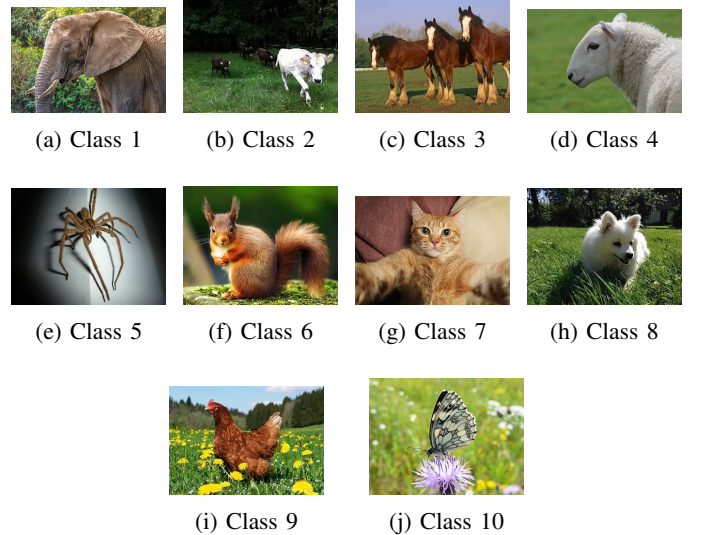 (a) Class 1
(b) Class 2
(c) Class 3
(d) Class 4
(e) Class 5
(f) Class 6
(g) Class 7
(h) Class 8
(i) Class 9
(j) Class 10